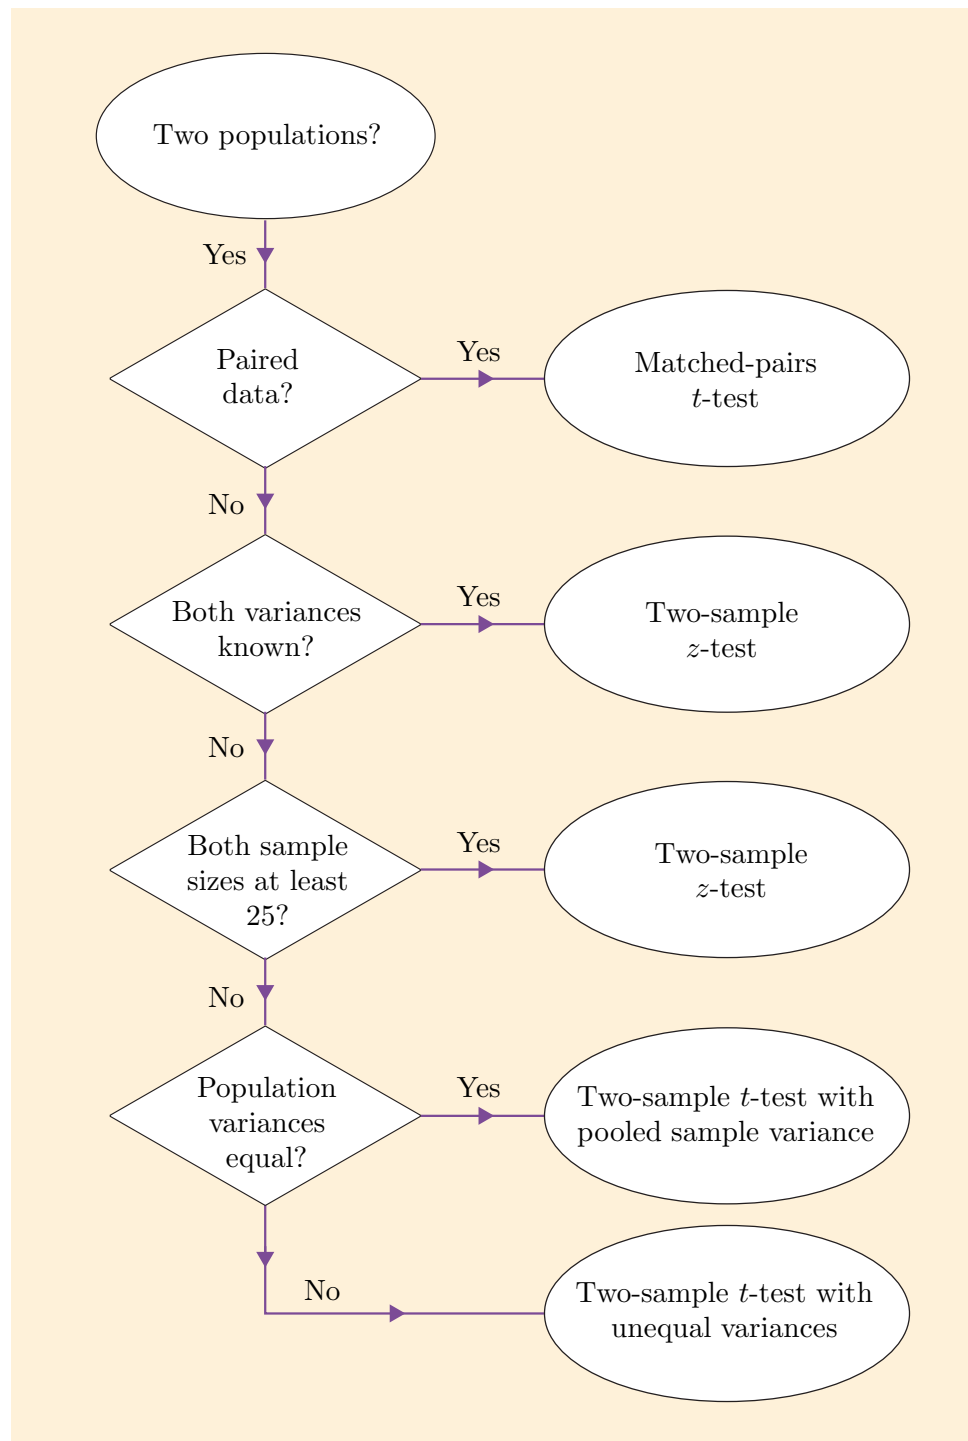 Two populations?
Yes
Paired
data?
Yes
Matched-pairs
t-test
No
Both variances
known?
Yes
Two-sample
z-test
No
Both sample
sizes at least
25?
Yes
Two-sample
z-test
No
Population
variances
equal?
Yes
Two-sample t-test with
pooled sample variance
No
Two-sample t-test with
unequal variances